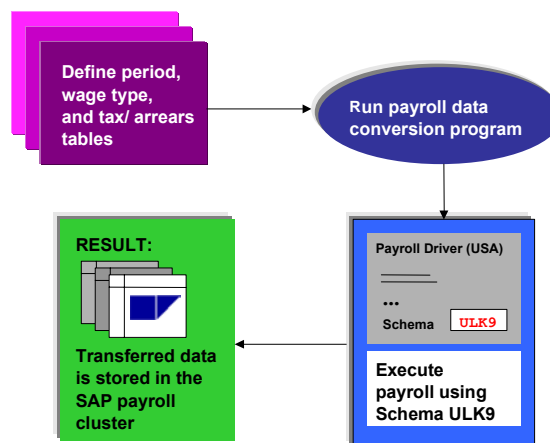 Define period,
wage type,
and tax/ arrears
tables
Run payroll data
conversion program
Payroll Driver (USA)
...
Schema ULK9
Execute
payroll using
Schema ULK9
RESULT:
Transferred data
is stored in the
SAP payroll
cluster